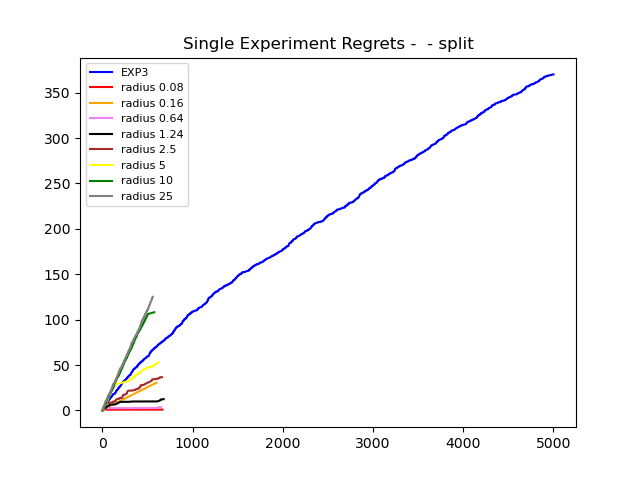 Single Experiment Regrets -  - split
EXP3
radius 0.08
radius 0.16
radius 0.64
radius 1.24
radius 2.5
radius 5
radius 10
radius 25
350
300
250
200
150
100
50
0
0 1000 2000 3000 4000 5000